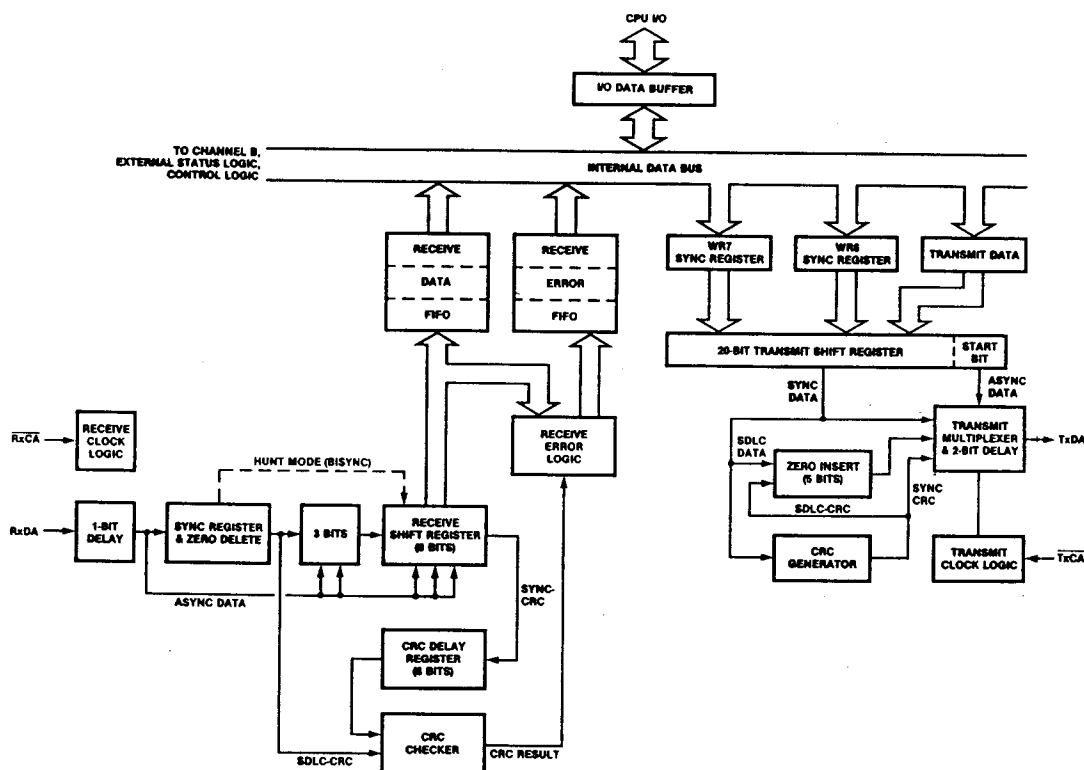 CPU I/O
I/O DATA BUFFER
TO CHANNEL B,
EXTERNAL STATUS LOGIC,
CONTROL LOGIC
INTERNAL DATA BUS
RECEIVE
DATA
FIFO
RECEIVE
ERROR
FIFO
WR7
SYNC REGISTER
WR6
SYNC REGISTER
TRANSMIT DATA
20-BIT TRANSMIT SHIFT REGISTER
START
BIT
SYNC
DATA
ASYNC
DATA
RxCA
RECEIVE
CLOCK
LOGIC
HUNT MODE (BISYNC)
RECEIVE
ERROR
LOGIC
RxDA
1-BIT
DELAY
SYNC REGISTER
& ZERO DELETE
3 BITS
RECEIVE
SHIFT REGISTER
(8 BITS)
ASYNC DATA
SYNC-
CRC
CRC DELAY
REGISTER
(8 BITS)
CRC
CHECKER
SDLC-CRC
CRC RESULT
SDLC
DATA
ZERO INSERT
(5 BITS)
SDLC-CRC
CRC
GENERATOR
SYNC
CRC
TRANSMIT
MULTIPLEXER
& 2-BIT DELAY
TxDA
TRANSMIT
CLOCK LOGIC
TxCA